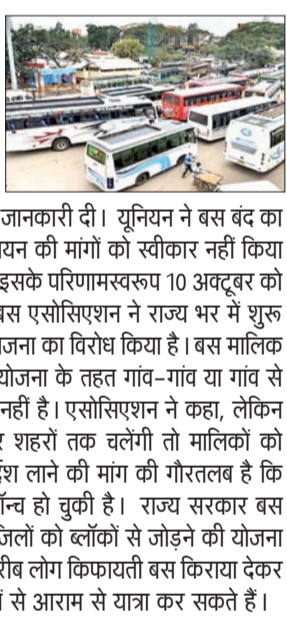 जानकारी दी। यूनियन ने बस बंद का
यन की मांगों को स्वीकार नहीं किया
इसके परिणामस्वरूप 10 अक्टूबर को
बस एसोसिएशन ने राज्य भर में शुरू
जना का विरोध किया है। बस मालिक
योजना के तहत गांव-गांव या गांव से
नहीं है। एसोसिएशन ने कहा, लेकिन
र शहरों तक चलेंगी तो मालिकों को
श लाने की मांग की गौरतलब है कि
न्च हो चुकी है। राज्य सरकार बस
जिलों को ब्लॉकों से जोड़ने की योजना
रीब लोग किफायती बस किराया देकर
से आराम से यात्रा कर सकते हैं।